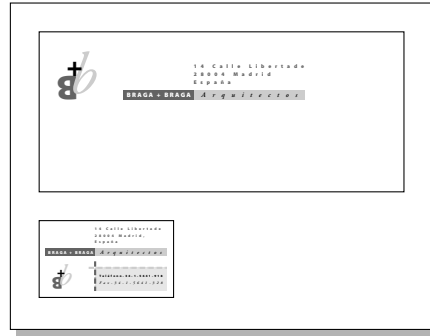 B+b
14 Calle Libertade
28004 Madrid
España
BRAGA + BRAGA Arquitectos
14 Calle Libertade
28004 Madrid,
España
BRAGA + BRAGA Arquitectos
B+b